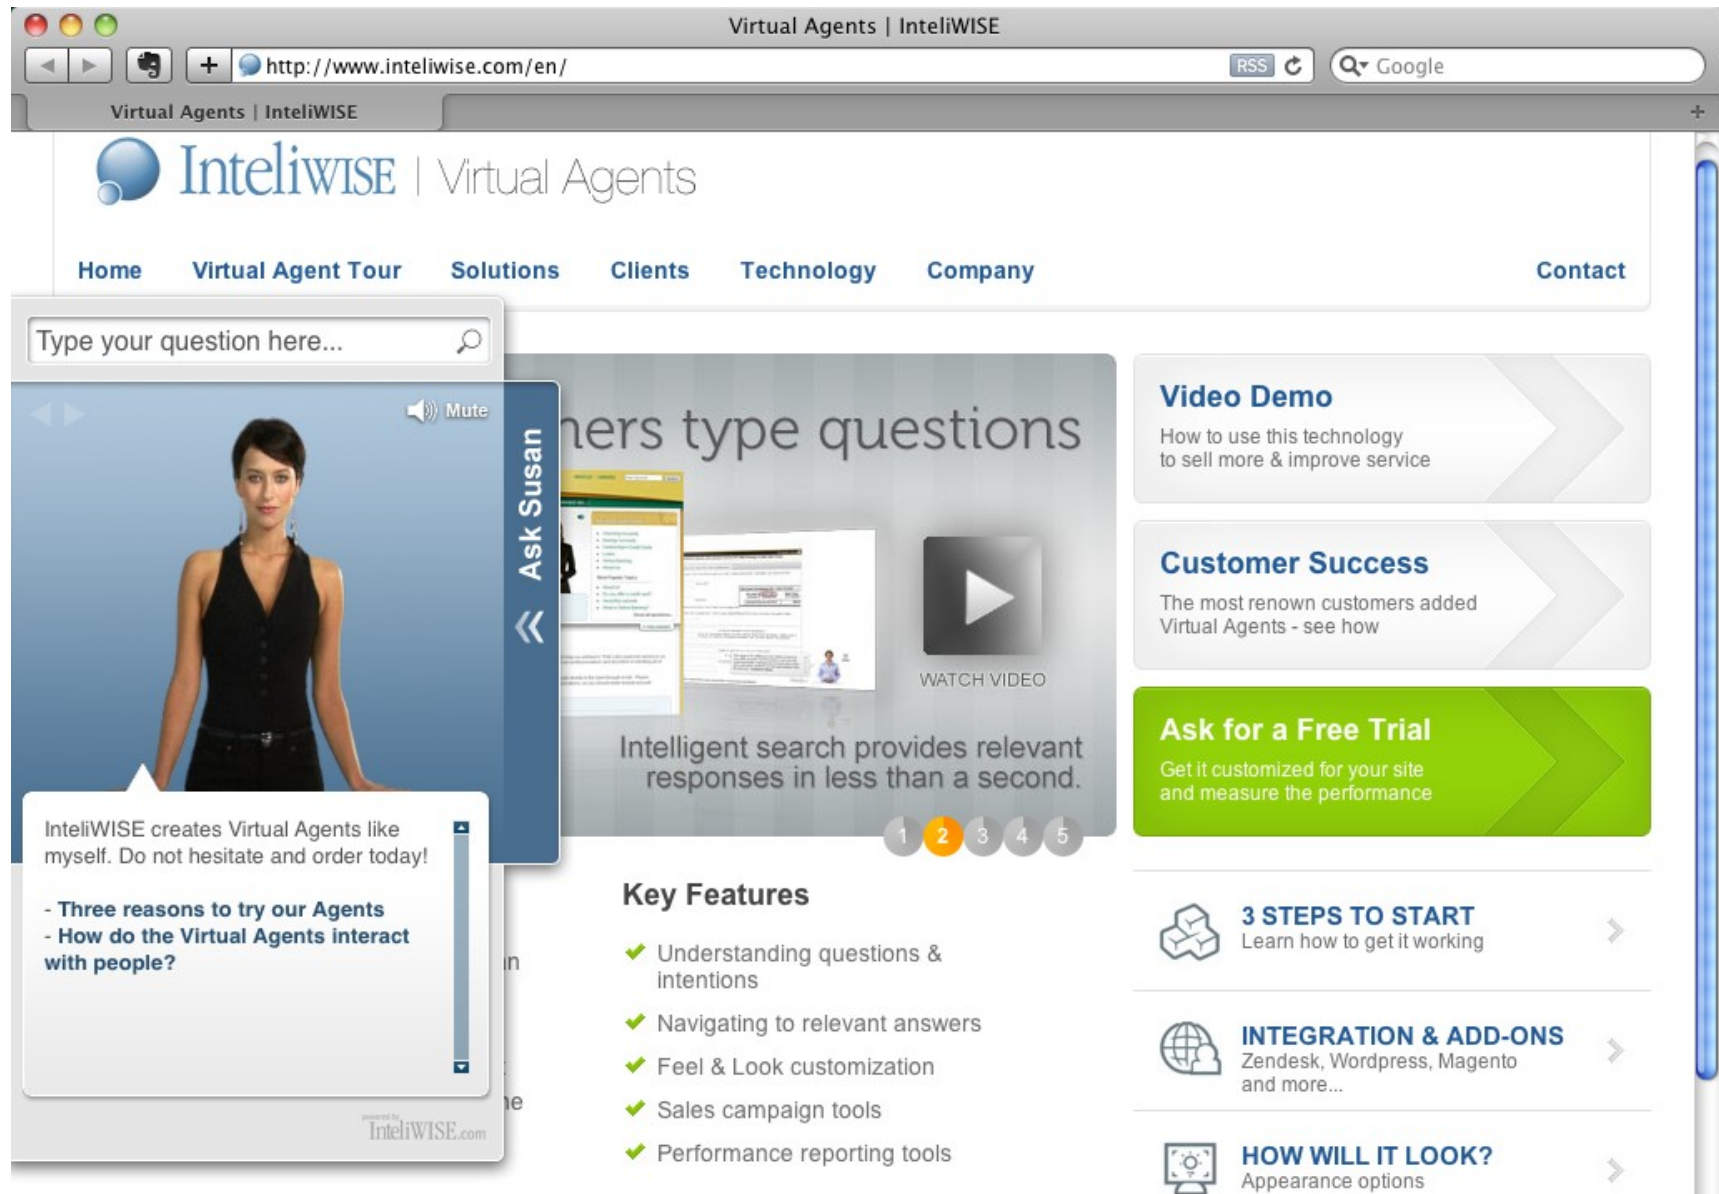 Virtual Agents | InteliWISE
http://www.inteliwise.com/en/
RSS
Google
Virtual Agents | InteliWISE
InteliWISE | Virtual Agents
Home
Virtual Agent Tour
Solutions
Clients
Technology
Company
Contact
Type your question here...
Mute
Ask Susan
InteliWISE creates Virtual Agents like
myself. Do not hesitate and order today!
- Three reasons to try our Agents
- How do the Virtual Agents interact
with people?
powered by
InteliWISE.com
type questions
WATCH VIDEO
Intelligent search provides relevant
responses in less than a second.
1 2 3 4 5
Key Features
Understanding questions &
intentions
Navigating to relevant answers
Feel & Look customization
Sales campaign tools
Performance reporting tools
Video Demo
How to use this technology
to sell more & improve service
Customer Success
The most renown customers added
Virtual Agents - see how
Ask for a Free Trial
Get it customized for your site
and measure the performance
3 STEPS TO START
Learn how to get it working
INTEGRATION & ADD-ONS
Zendesk, Wordpress, Magento
and more...
HOW WILL IT LOOK?
Appearance options